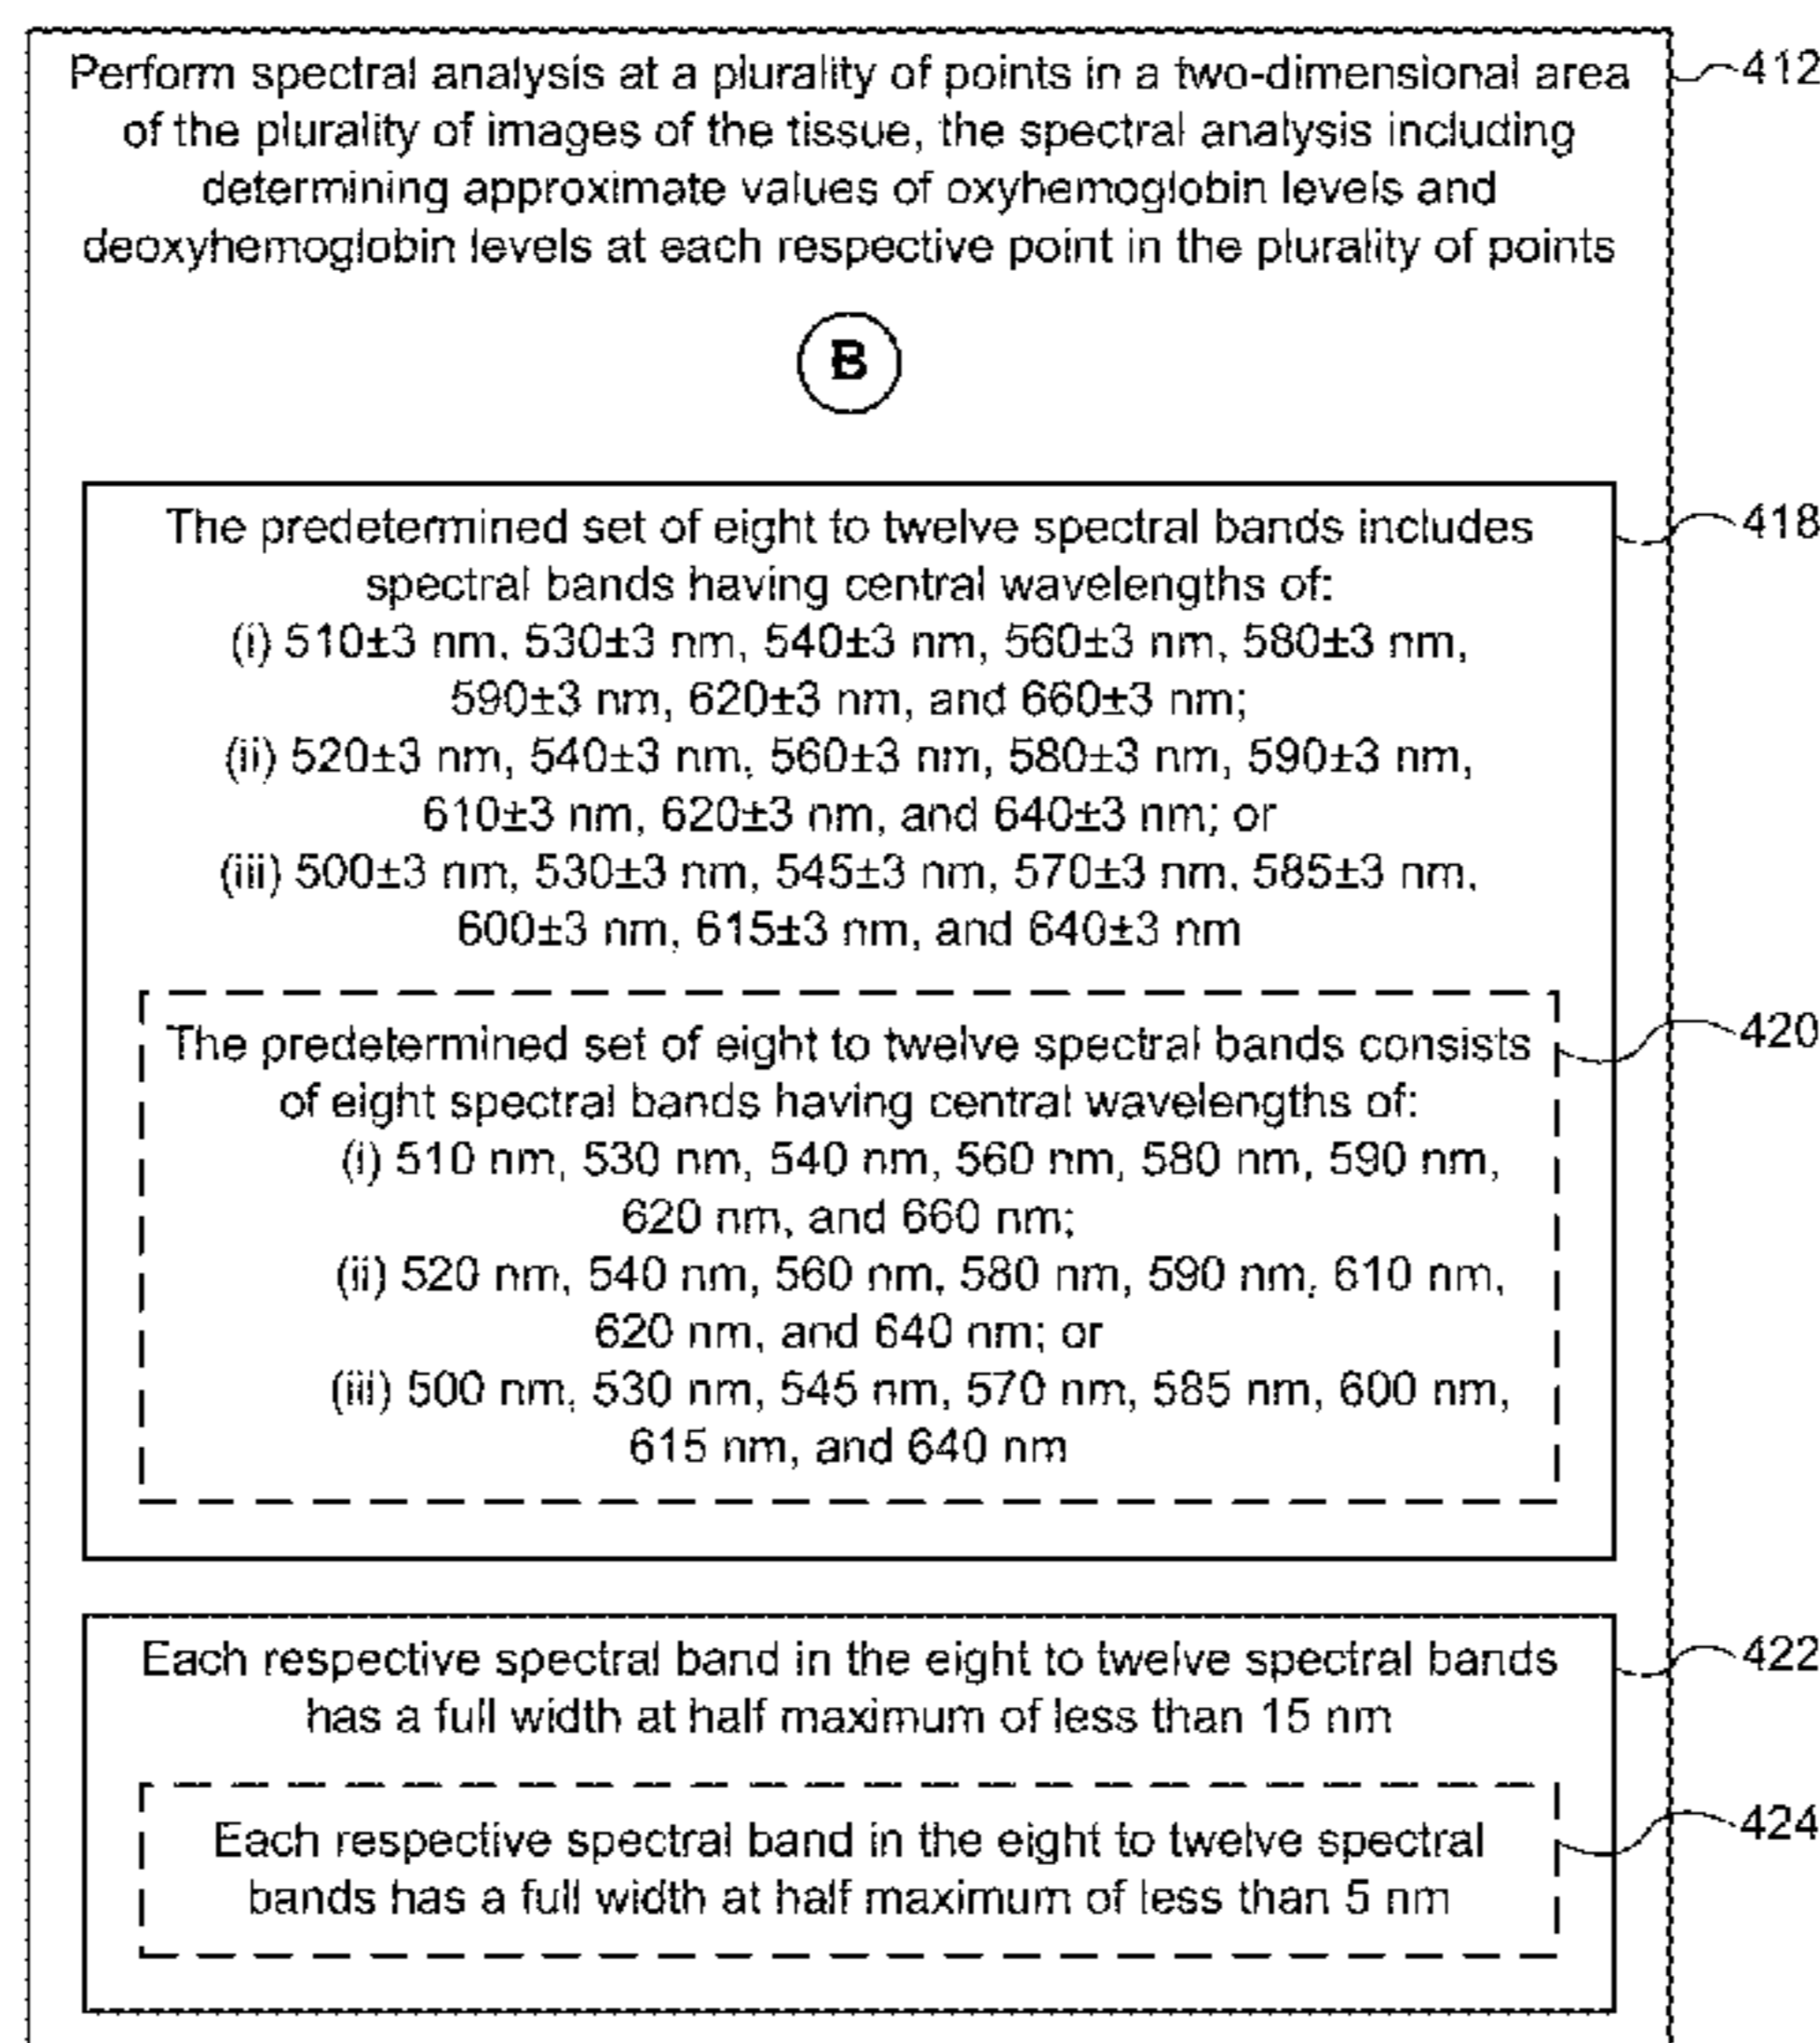 Perform spectral analysis at a plurality of points in a two-dimensional area
of the plurality of images of the tissue, the spectral analysis including
determining approximate values of oxyhemoglobin levels and
deoxyhemoglobin levels at each respective point in the plurality of points
412
B
The predetermined set of eight to twelve spectral bands includes
spectral bands having central wavelengths of:
(i) 510±3 nm, 530±3 nm, 540±3 nm, 560±3 nm, 580±3 nm,
590±3 nm, 620±3 nm, and 660±3 nm;
(ii) 520±3 nm, 540±3 nm, 560±3 nm, 580±3 nm, 590±3 nm,
610±3 nm, 620±3 nm, and 640±3 nm; or
(iii) 500±3 nm, 530±3 nm, 545±3 nm, 570±3 nm, 585±3 nm,
600±3 nm, 615±3 nm, and 640±3 nm
418
The predetermined set of eight to twelve spectral bands consists
of eight spectral bands having central wavelengths of:
(i) 510 nm, 530 nm, 540 nm, 560 nm, 580 nm, 590 nm,
620 nm, and 660 nm;
(ii) 520 nm, 540 nm, 560 nm, 580 nm, 590 nm, 610 nm,
620 nm, and 640 nm; or
(iii) 500 nm, 530 nm, 545 nm, 570 nm, 585 nm, 600 nm,
615 nm, and 640 nm
420
Each respective spectral band in the eight to twelve spectral bands
has a full width at half maximum of less than 15 nm
422
Each respective spectral band in the eight to twelve spectral
bands has a full width at half maximum of less than 5 nm
424